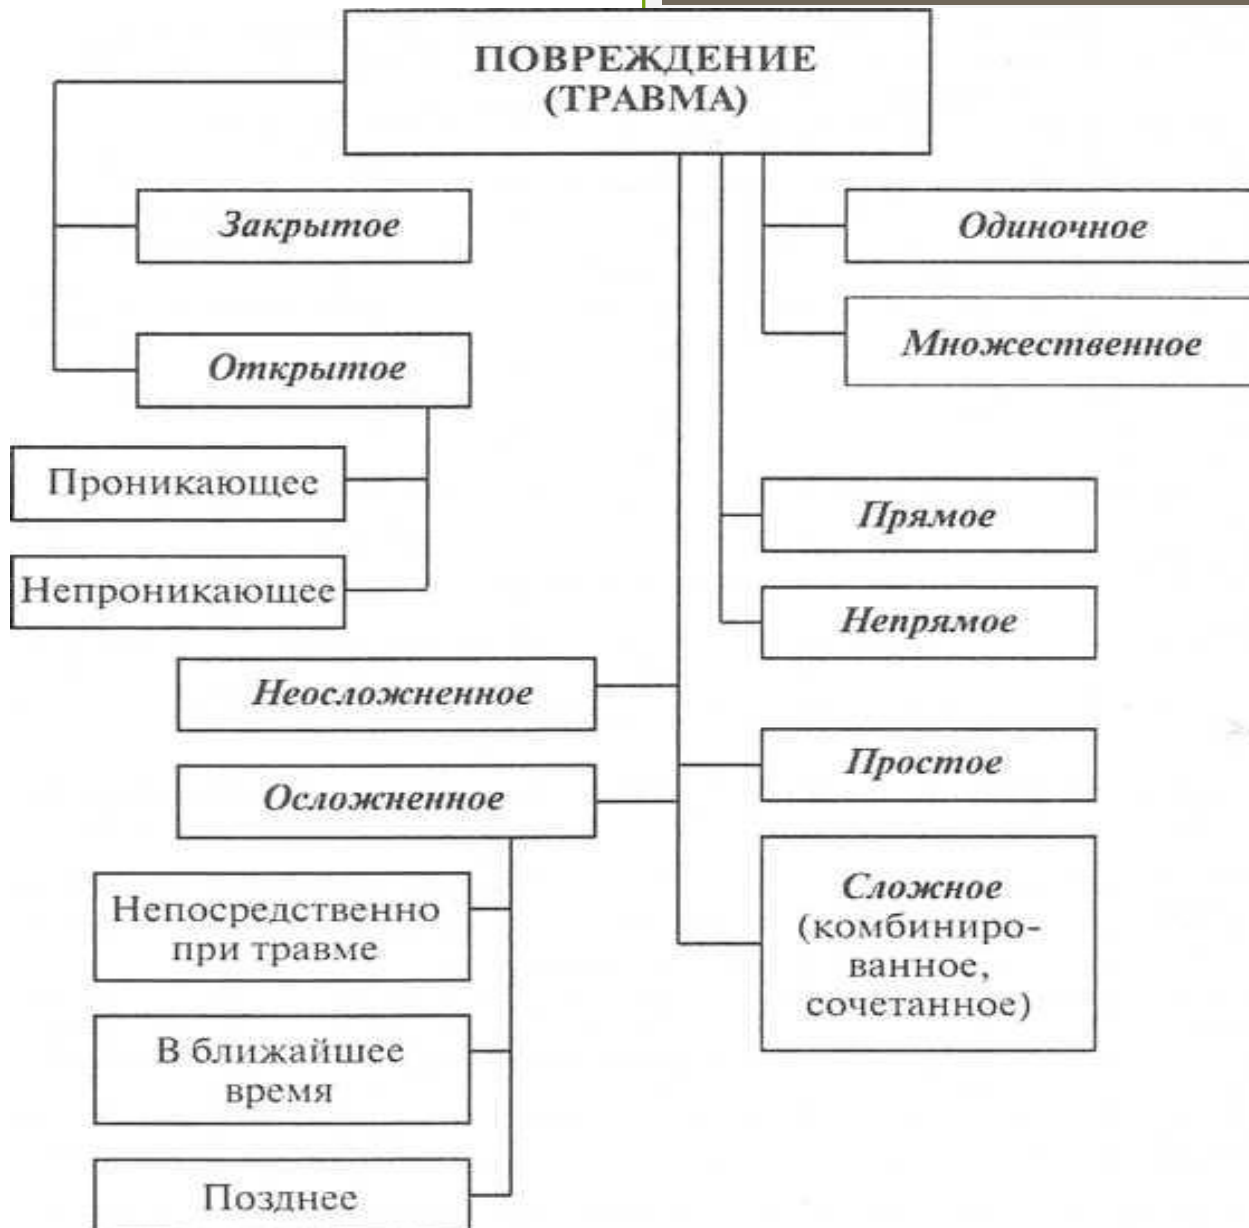 ПОВРЕЖДЕНИЕ
(ТРАВМА)
Закрытое
Одиночное
Множественное
Открытое
Проникающее
Прямое
Непроникающее
Непрямое
Неосложненное
Простое
Осложненное
Сложное
(комбиниро-
ванное,
сочетанное)
Непосредственно
при травме
В ближайшее
время
Позднее